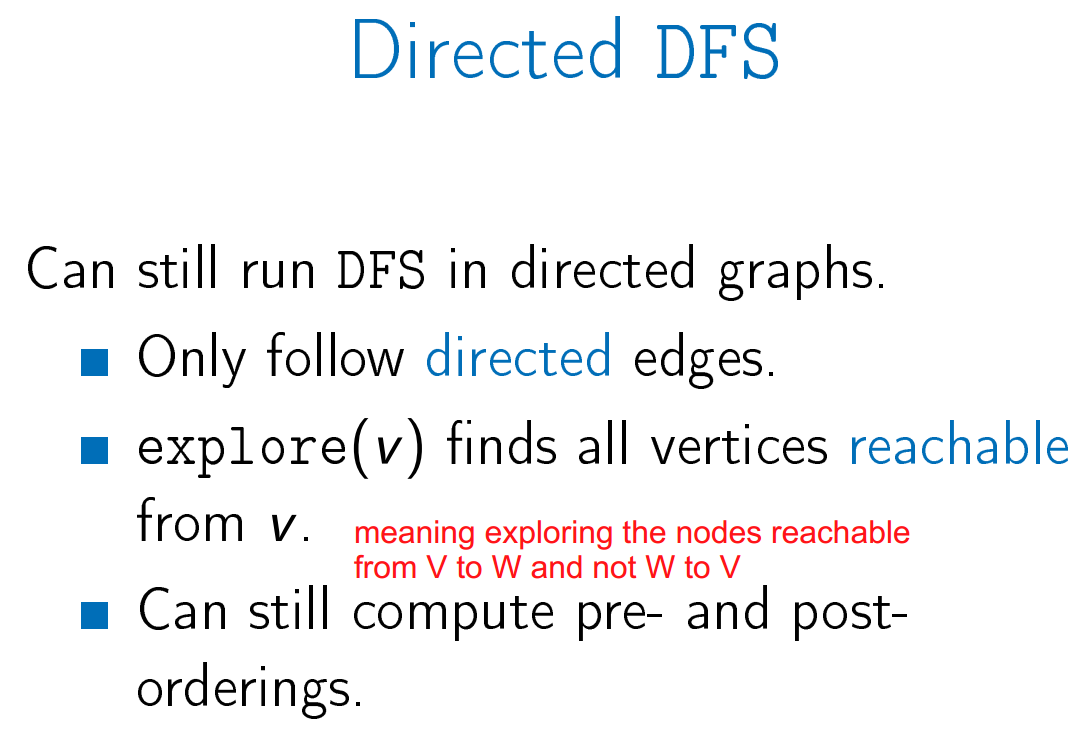 Directed DFS
Can still run DFS in directed graphs.
Only follow directed edges.
explore(v) finds all vertices reachable
from v.
meaning exploring the nodes reachable
from V to W and not W to V
Can still compute pre- and post-
orderings.